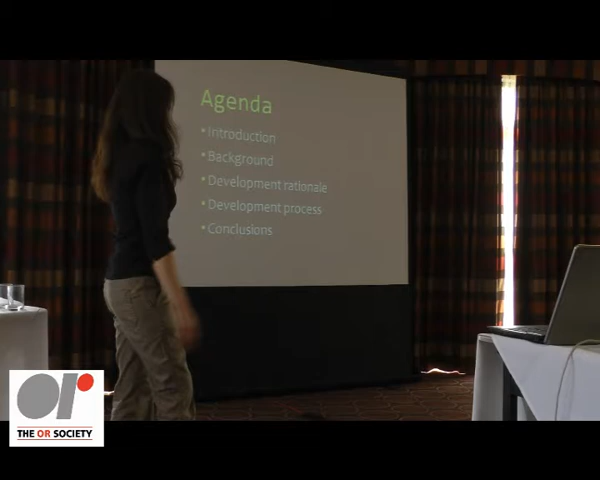 Agenda
•Introduction
•Background
•Development rationale
•Development process
•Conclusions
or
THE OR SOCIETY